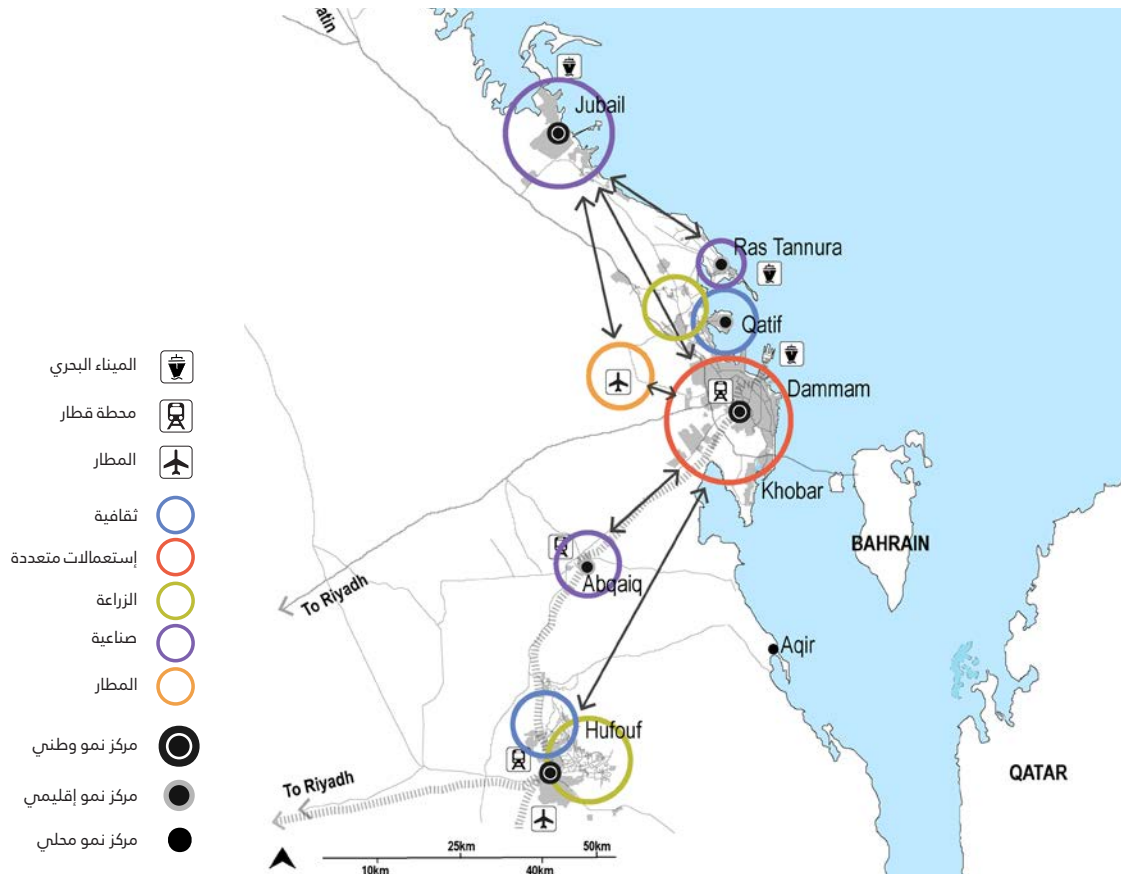 atin
Jubail
Ras Tannura
Qatif
Dammam
Khobar
BAHRAIN
To Riyadh
Abqaiq
Aqir
Hufouf
To Riyadh
QATAR
25km
50km
10km
40km
الميناء البحري
محطة قطار
المطار
ثقافية
إستعمالات متعددة
الزراعة
صناعية
المطار
مركز نمو وطني
مركز نمو إقليمي
مركز نمو محلي